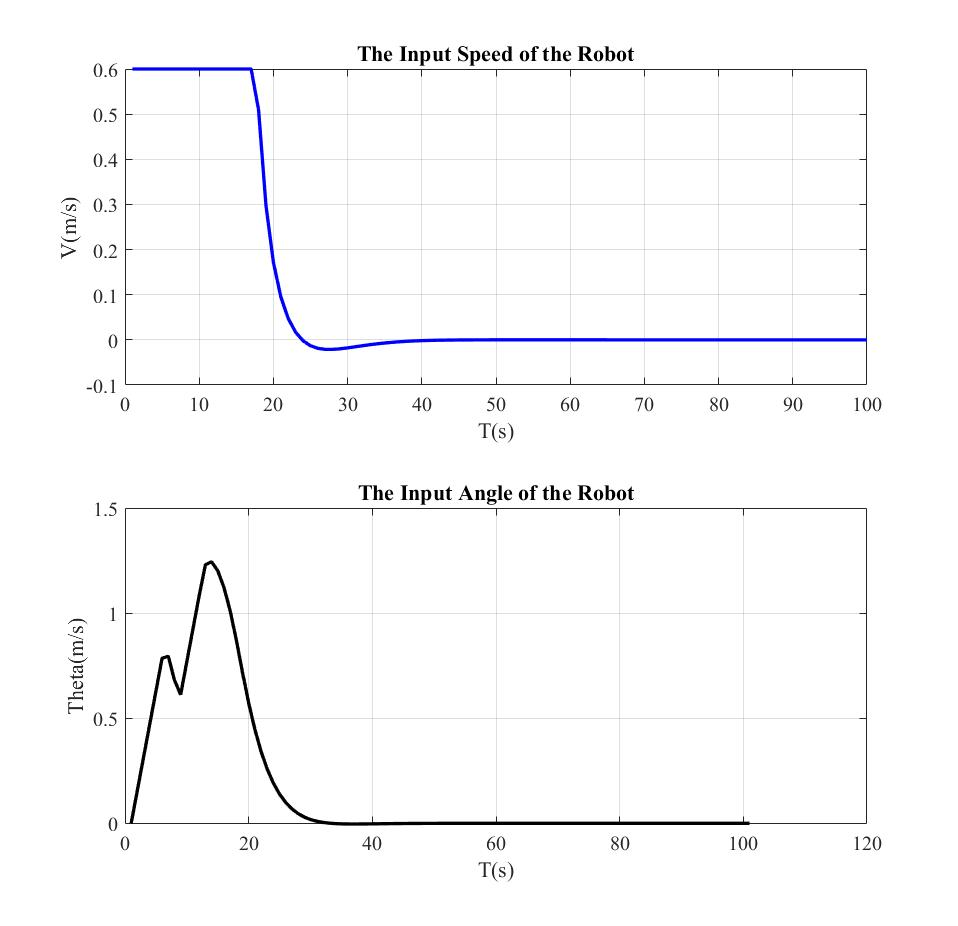 The Input Speed of the Robot
0.6
0.5
0.4
0.3
0.2
0.1
0
-0.1
V(m/s)
0 10 20 30 40 50 60 70 80 90 100
T(s)
The Input Angle of the Robot
1.5
1
0.5
0
Theta(m/s)
0 20 40 60 80 100 120
T(s)